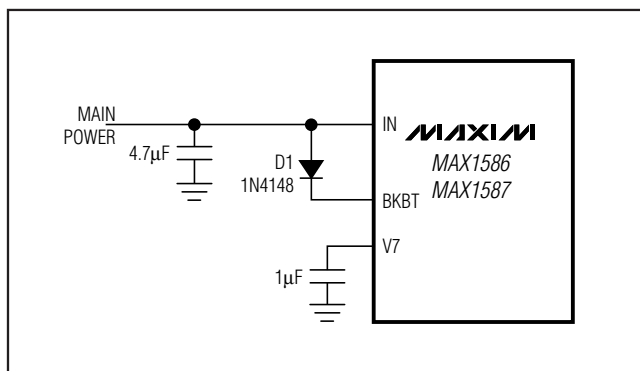 MAIN
POWER
4.7μF
D1
1N4148
IN
MAXIM
MAX1586
MAX1587
BKBT
V7
1μF